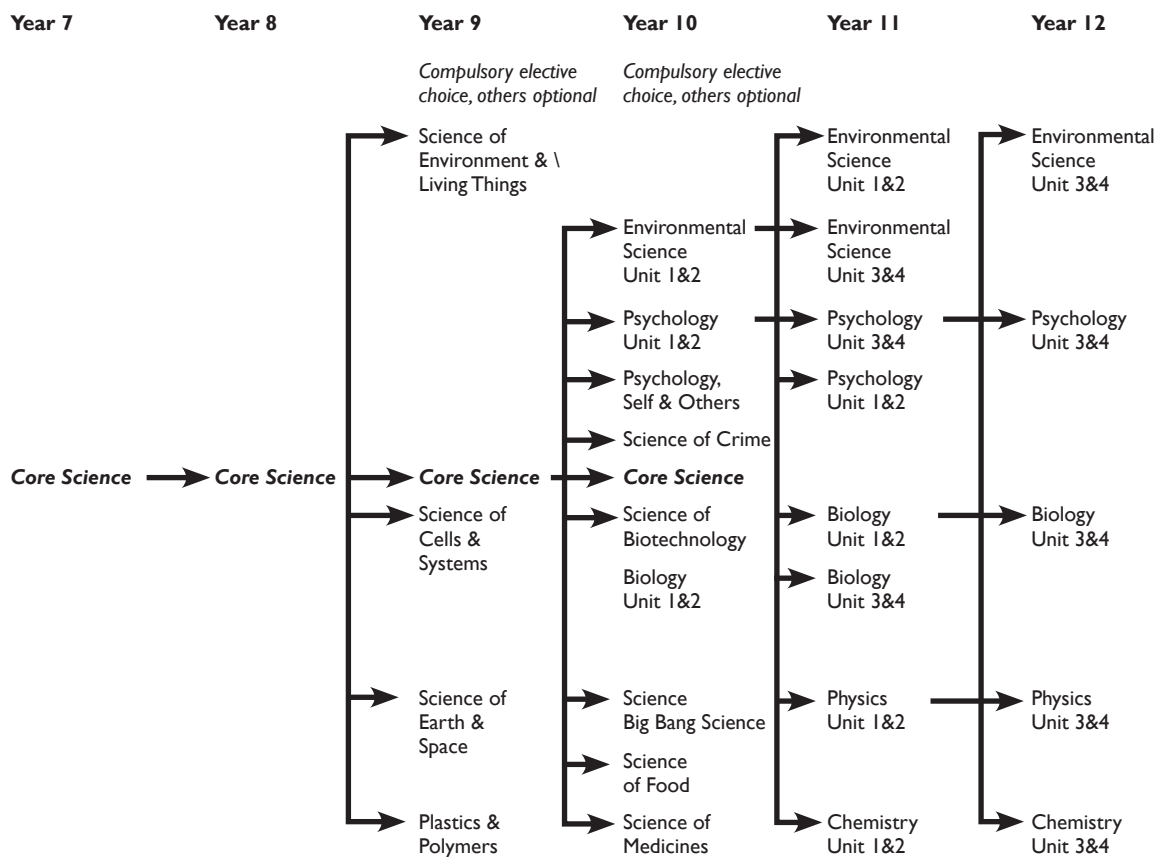 Year 7
Year 8
Year 9
Year 10
Year 11
Year 12
Compulsory elective
choice, others optional
Compulsory elective
choice, others optional
Core Science
Core Science
Science of
Environment & \
Living Things
Core Science
Science of
Cells &
Systems
Science of
Earth &
Space
Plastics &
Polymers
Environmental
Science
Unit 1&2
Psychology
Unit 1&2
Psychology,
Self & Others
Science of Crime
Core Science
Science of
Biotechnology
Biology
Unit 1&2
Science
Big Bang Science
Science
of Food
Science of
Medicines
Environmental
Science
Unit 1&2
Environmental
Science
Unit 3&4
Psychology
Unit 3&4
Psychology
Unit 1&2
Biology
Unit 1&2
Biology
Unit 3&4
Physics
Unit 1&2
Chemistry
Unit 1&2
Environmental
Science
Unit 3&4
Psychology
Unit 3&4
Biology
Unit 3&4
Physics
Unit 3&4
Chemistry
Unit 3&4